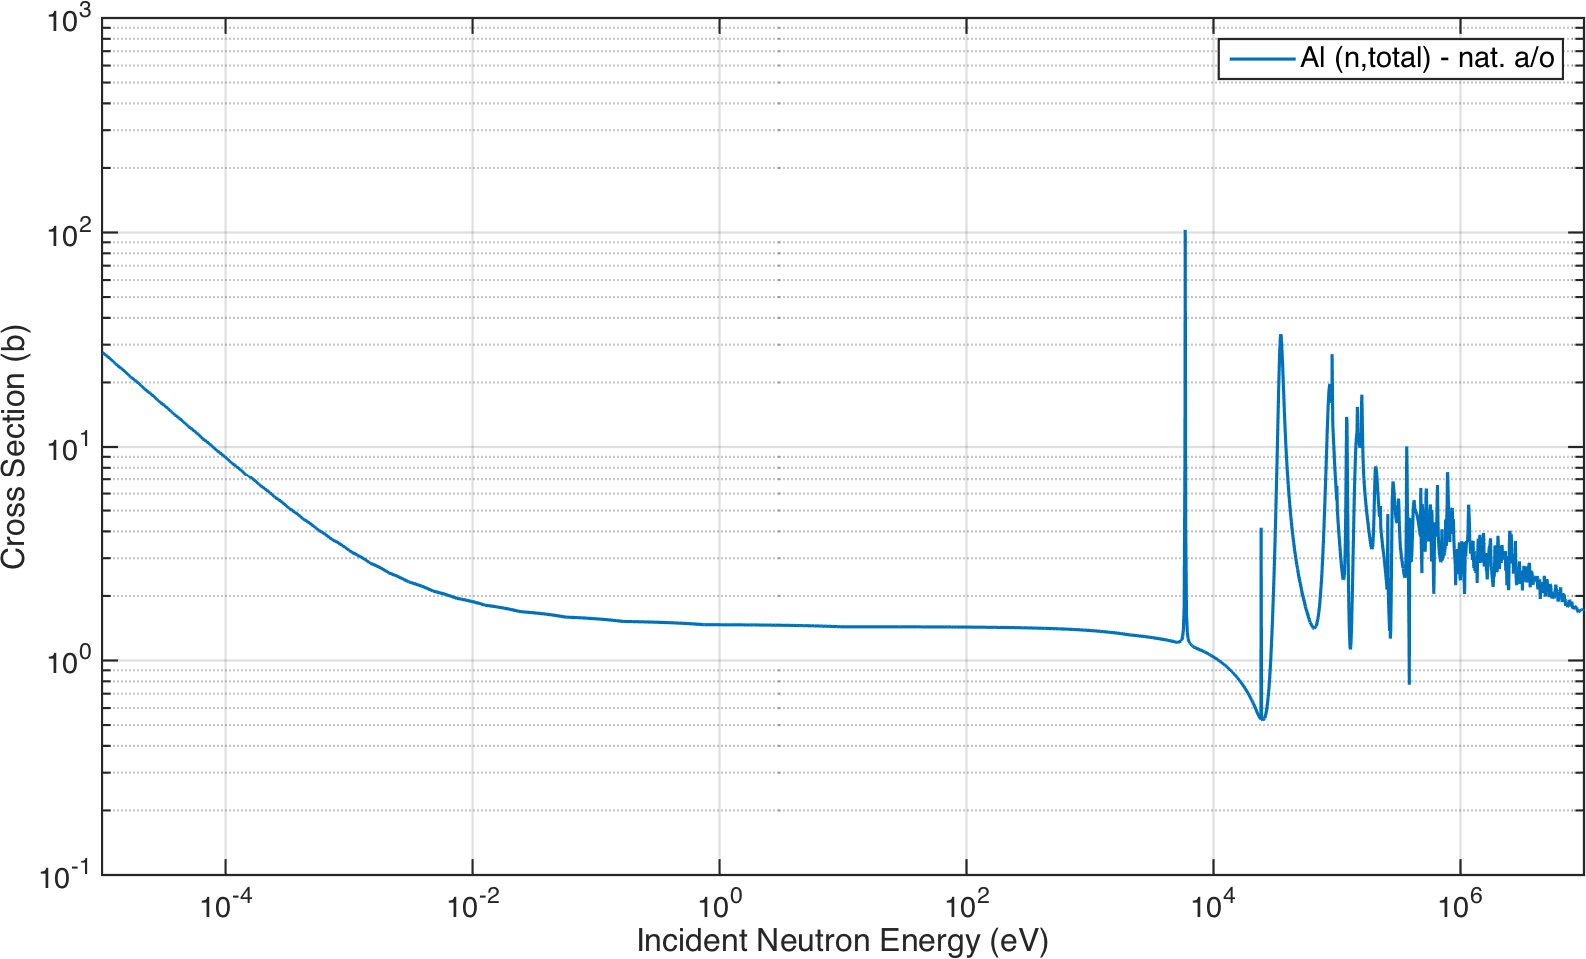 10^3
Al (n,total) - nat. a/o
10^2
10^1
10^0
10^-1
Cross Section (b)
10^-4 10^-2 10^0 10^2 10^4 10^6
Incident Neutron Energy (eV)